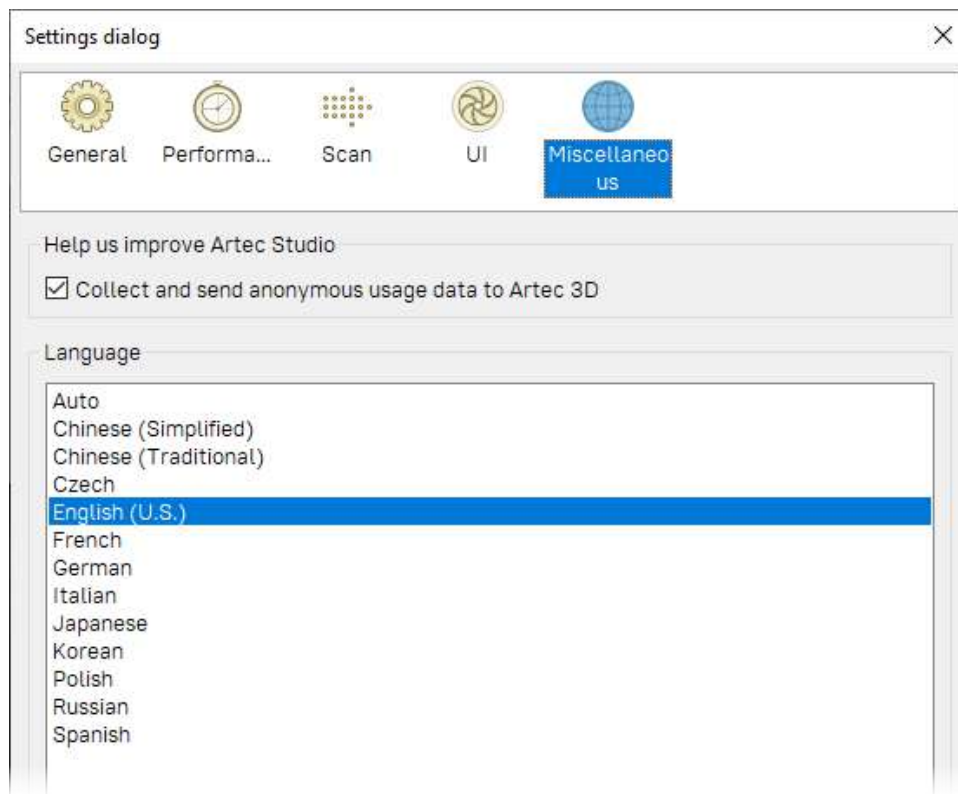 Settings dialog
General Performa... Scan UI Miscellaneo
us
Help us improve Artec Studio
Collect and send anonymous usage data to Artec 3D
Language
Auto
Chinese (Simplified)
Chinese (Traditional)
Czech
English (U.S.)
French
German
Italian
Japanese
Korean
Polish
Russian
Spanish